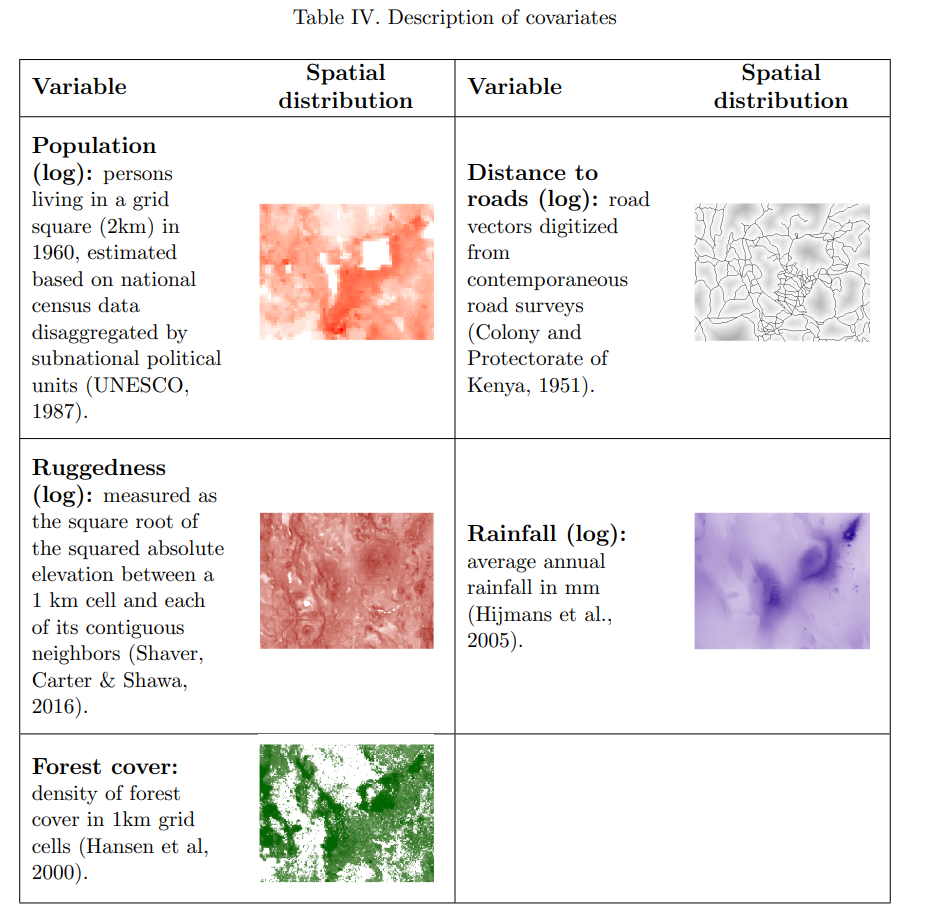 Table IV. Description of covariates
Variable
Spatial
distribution
Variable
Spatial
distribution
Population
(log): persons
living in a grid
square (2km) in
1960, estimated
based on national
census data
disaggregated by
subnational political
units (UNESCO,
1987).
Distance to
roads (log): road
vectors digitized
from
contemporaneous
road surveys
(Colony and
Protectorate of
Kenya, 1951).
Ruggedness
(log): measured as
the square root of
the squared absolute
elevation between a
1 km cell and each
of its contiguous
neighbors (Shaver,
Carter & Shawa,
2016).
Rainfall (log):
average annual
rainfall in mm
(Hijmans et al.,
2005).
Forest cover:
density of forest
cover in 1km grid
cells (Hansen et al,
2000).